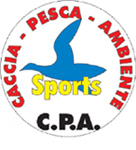 CACCIA - PESCA - AMBIENTE
Sports
C.P.A.